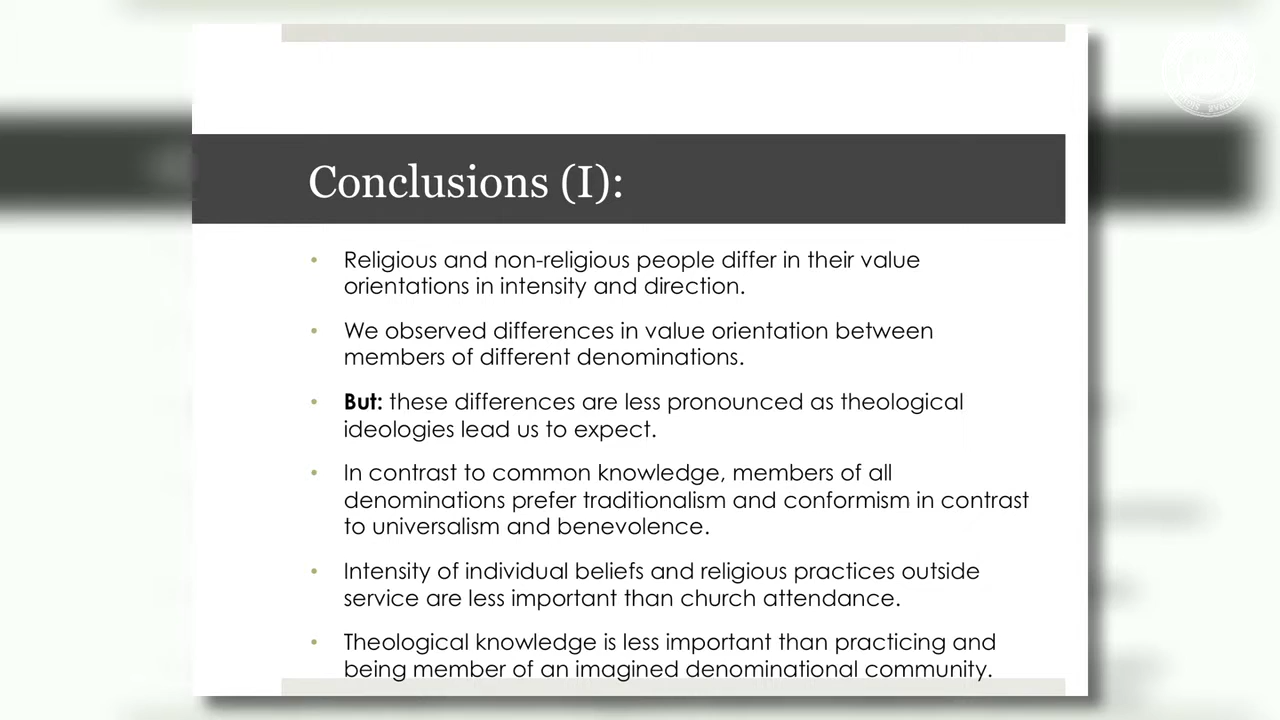 Conclusions (I):
• Religious and non-religious people differ in their value
orientations in intensity and direction.
• We observed differences in value orientation between
members of different denominations.
• But: these differences are less pronounced as theological
ideologies lead us to expect.
• In contrast to common knowledge, members of all
denominations prefer traditionalism and conformism in contrast
to universalism and benevolence.
• Intensity of individual beliefs and religious practices outside
service are less important than church attendance.
• Theological knowledge is less important than practicing and
being member of an imagined denominational community.